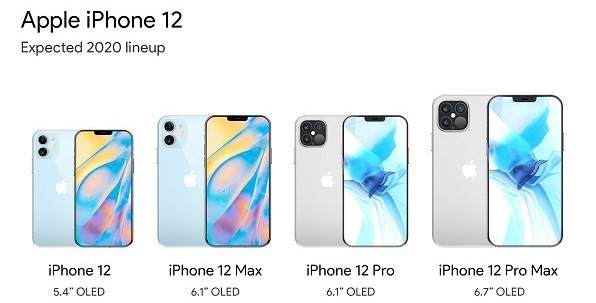 Apple iPhone 12
Expected 2020 lineup
iPhone 12
5.4" OLED
iPhone 12 Max
6.1" OLED
iPhone 12 Pro
6.1" OLED
iPhone 12 Pro Max
6.7" OLED